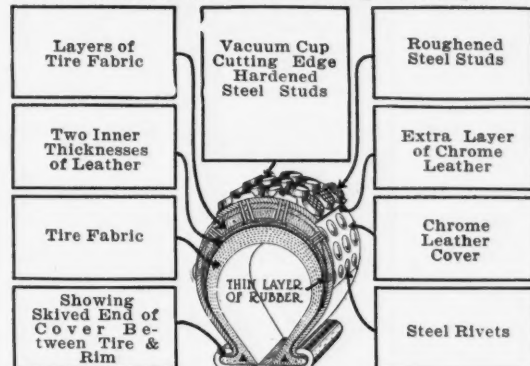 Layers of
Tire Fabric
Vacuum Cup
Cutting Edge
Hardened
Steel Studs
Roughened
Steel Studs
Two Inner
Thicknesses
of Leather
Extra Layer
of Chrome
Leather
Tire Fabric
THIN LAYER
OF RUBBER
Chrome
Leather
Cover
Showing
Skived End of
Cover Be-
tween Tire &
Rim
Steel Rivets